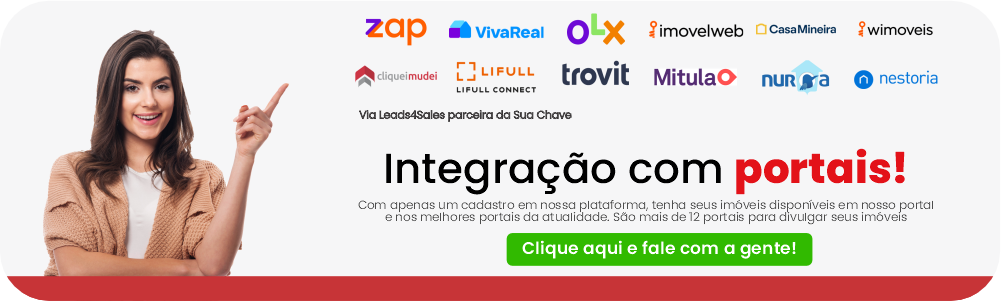 zap VivaReal OLX imovelweb CasaMineira wimoveis
cliqueimudei LIFULL trovit Mitula nuroa nestoria
LIFULL CONNECT
Via Leads4Sales parceira da Sua Chave
Integração com portais!
Com apenas um cadastro em nossa plataforma, tenha seus imóveis disponíveis em nosso portal
e nos melhores portais da atualidade. São mais de 12 portais para divulgar seus imóveis
Clique aqui e fale com a gente!